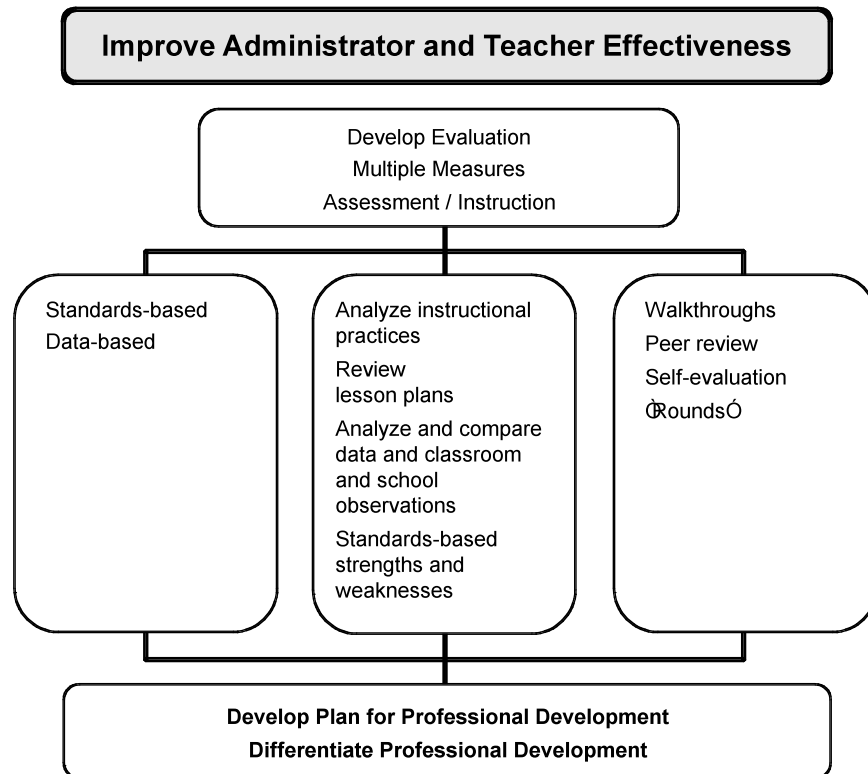 Improve Administrator and Teacher Effectiveness
Develop Evaluation
Multiple Measures
Assessment / Instruction
Standards-based
Data-based
Analyze instructional
practices
Review
lesson plans
Analyze and compare
data and classroom
and school
observations
Standards-based
strengths and
weaknesses
Walkthroughs
Peer review
Self-evaluation
ÒRoundsÓ
Develop Plan for Professional Development
Differentiate Professional Development